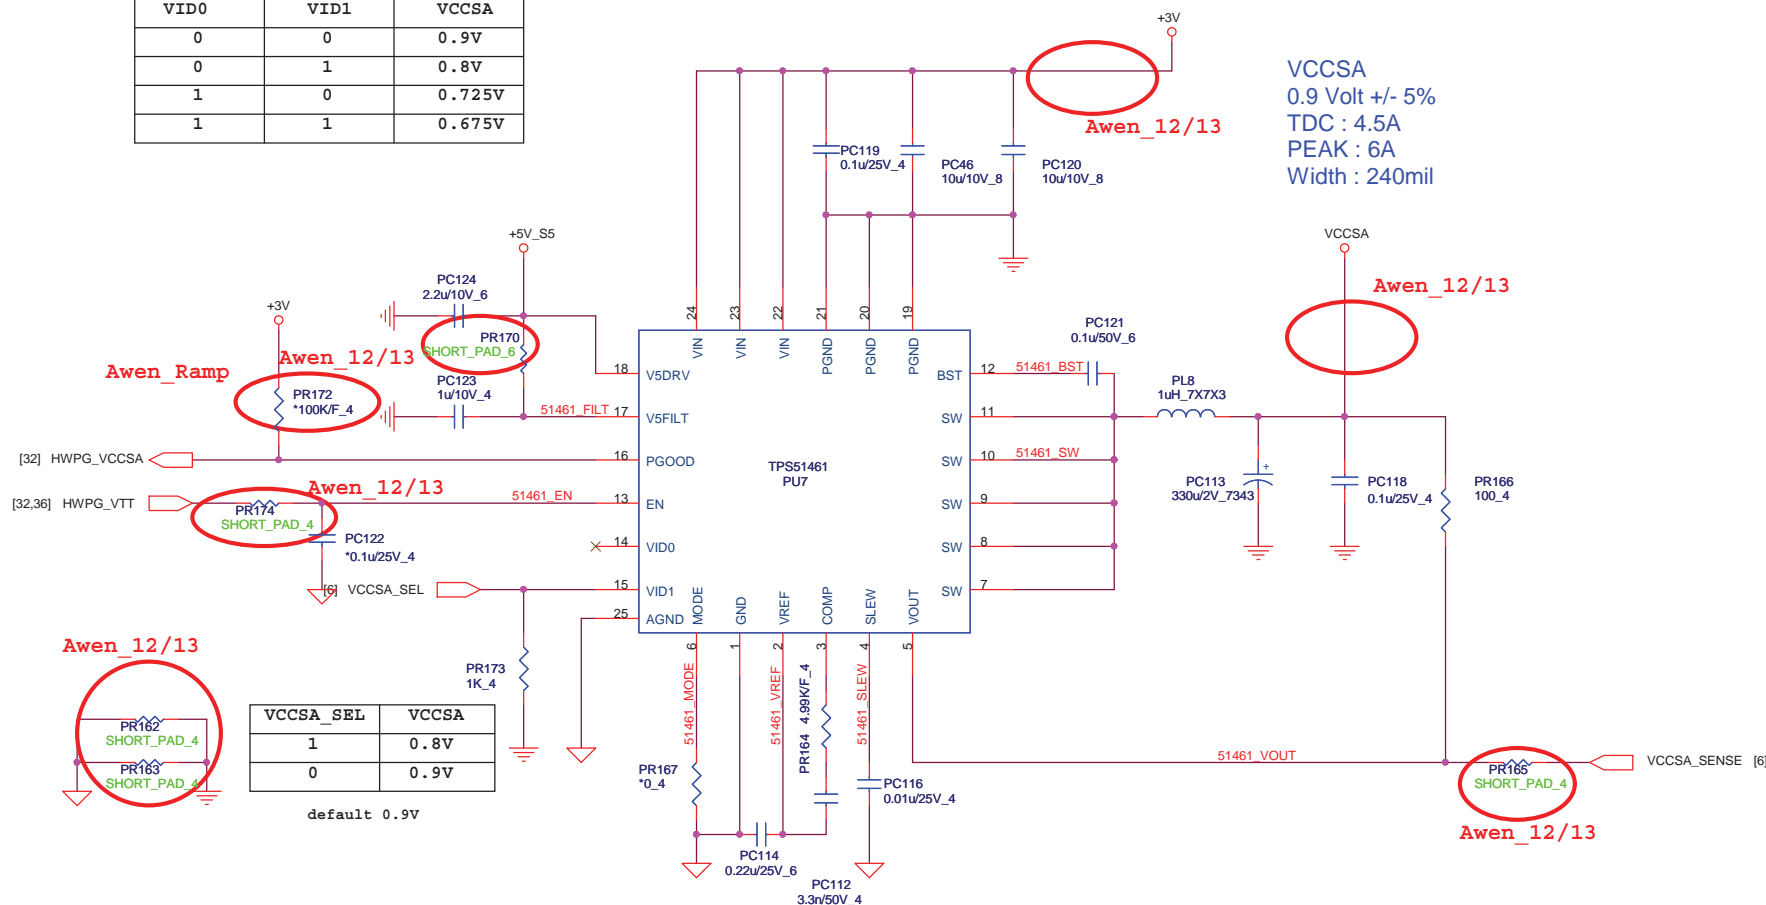 VID0 VID1 VCCSA
0 0 0.9V
0 1 0.8V
1 0 0.725V
1 1 0.675V
+3V
Awen_12/13
VCCSA
0.9 Volt +/- 5%
TDC : 4.5A
PEAK : 6A
Width : 240mil
PC119
0.1u/25V_4
PC46
10u/10V_8
PC120
10u/10V_8
+5V_S5
VCCSA
Awen_12/13
PC124
2.2u/10V_6
+3V
PR170
SHORT_PAD_6
Awen_12/13
Awen_Ramp
PR172
*100K/F_4
PC123
1u/10V_4
51461_FILT
24 23 22 21 20 19
VIN VIN VIN PGND PGND PGND
18 V5DRV
17 V5FILT
16 PGOOD
13 EN
14 VID0
15 VID1
25 AGND
TPS51461
PU7
BST 12
SW 11
SW 10
SW 9
SW 8
SW 7
MODE GND VREF COMP SLEW VOUT
6 1 2 3 4 5
51461_BST
PC121
0.1u/50V_6
51461_SW
PL8
1uH_7X7X3
+
PC113
330u/2V_7343
PC118
0.1u/25V_4
PR166
100_4
[32] HWPG_VCCSA
[32,36] HWPG_VTT
Awen_12/13
51461_EN
PR174
SHORT_PAD_4
PC122
*0.1u/25V_4
[6] VCCSA_SEL
PR173
1K_4
Awen_12/13
PR162
SHORT_PAD_4
PR163
SHORT_PAD_4
VCCSA_SEL VCCSA
1 0.8V
0 0.9V
default 0.9V
51461_MODE
51461_VREF
PR164 4.99K/F_4
51461_SLEW
PR167
*0_4
PC116
0.01u/25V_4
PC114
0.22u/25V_6
PC112
3.3n/50V_4
51461_VOUT
PR165
SHORT_PAD_4
VCCSA_SENSE [6]
Awen_12/13